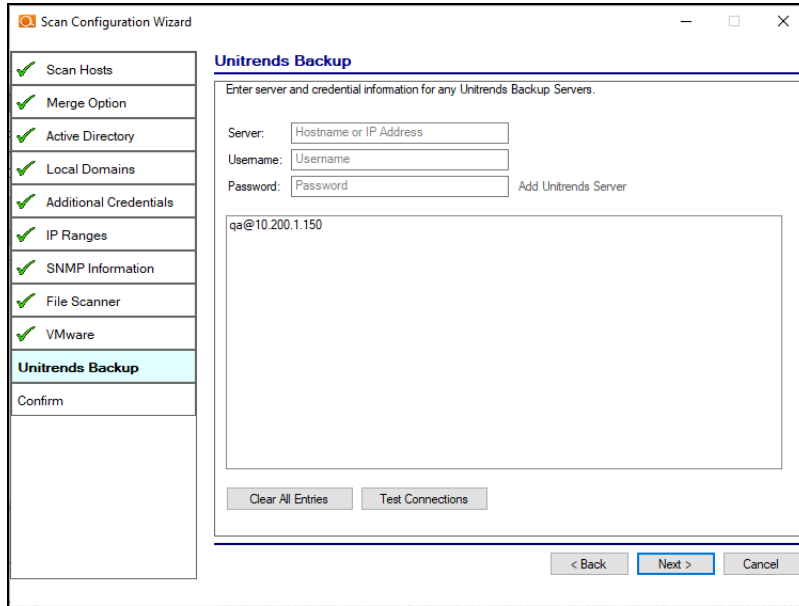 Scan Configuration Wizard
Scan Hosts
Merge Option
Active Directory
Local Domains
Additional Credentials
IP Ranges
SNMP Information
File Scanner
VMware
Unitrends Backup
Confirm
Unitrends Backup
Enter server and credential information for any Unitrends Backup Servers.
Server: Hostname or IP Address
Username: Username
Password: Password Add Unitrends Server
qa@10.200.1.150
Clear All Entries Test Connections
< Back Next > Cancel